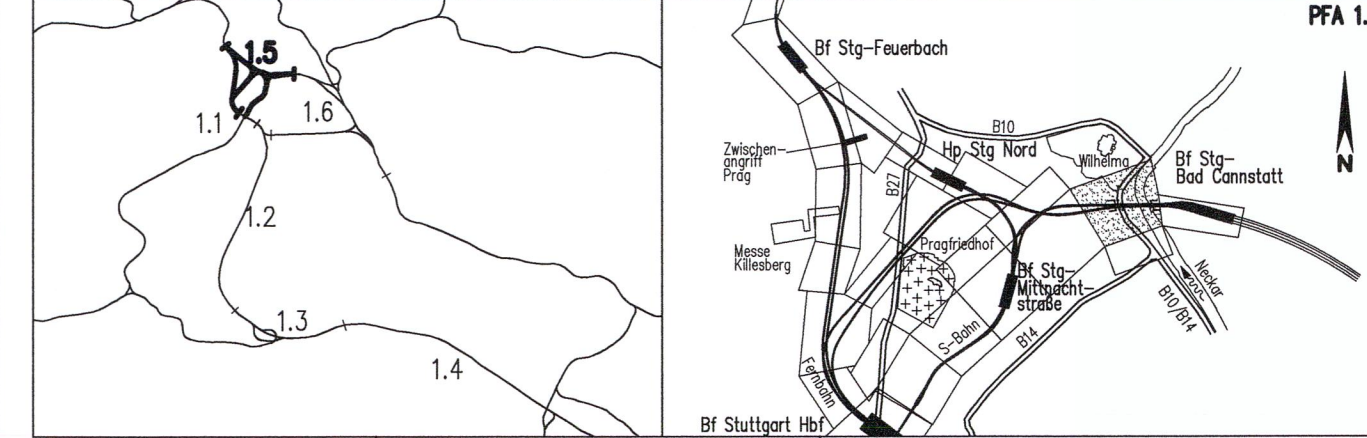 1.5
1.6
1.1
1.2
1.3
1.4
PFA 1.
Bf Stg-Feuerbach
B10
Zwischen-
angriff
Prag
Hp Stg Nord
Wilhelma
Bf Stg-
Bad Cannstatt
B27
N
Messe
Killesberg
Pragfriedhof
Bf Stg-
Mittnacht-
straße
Neckar
B10/B14
S-Bahn
B14
Fernbahn
Bf Stuttgart Hbf